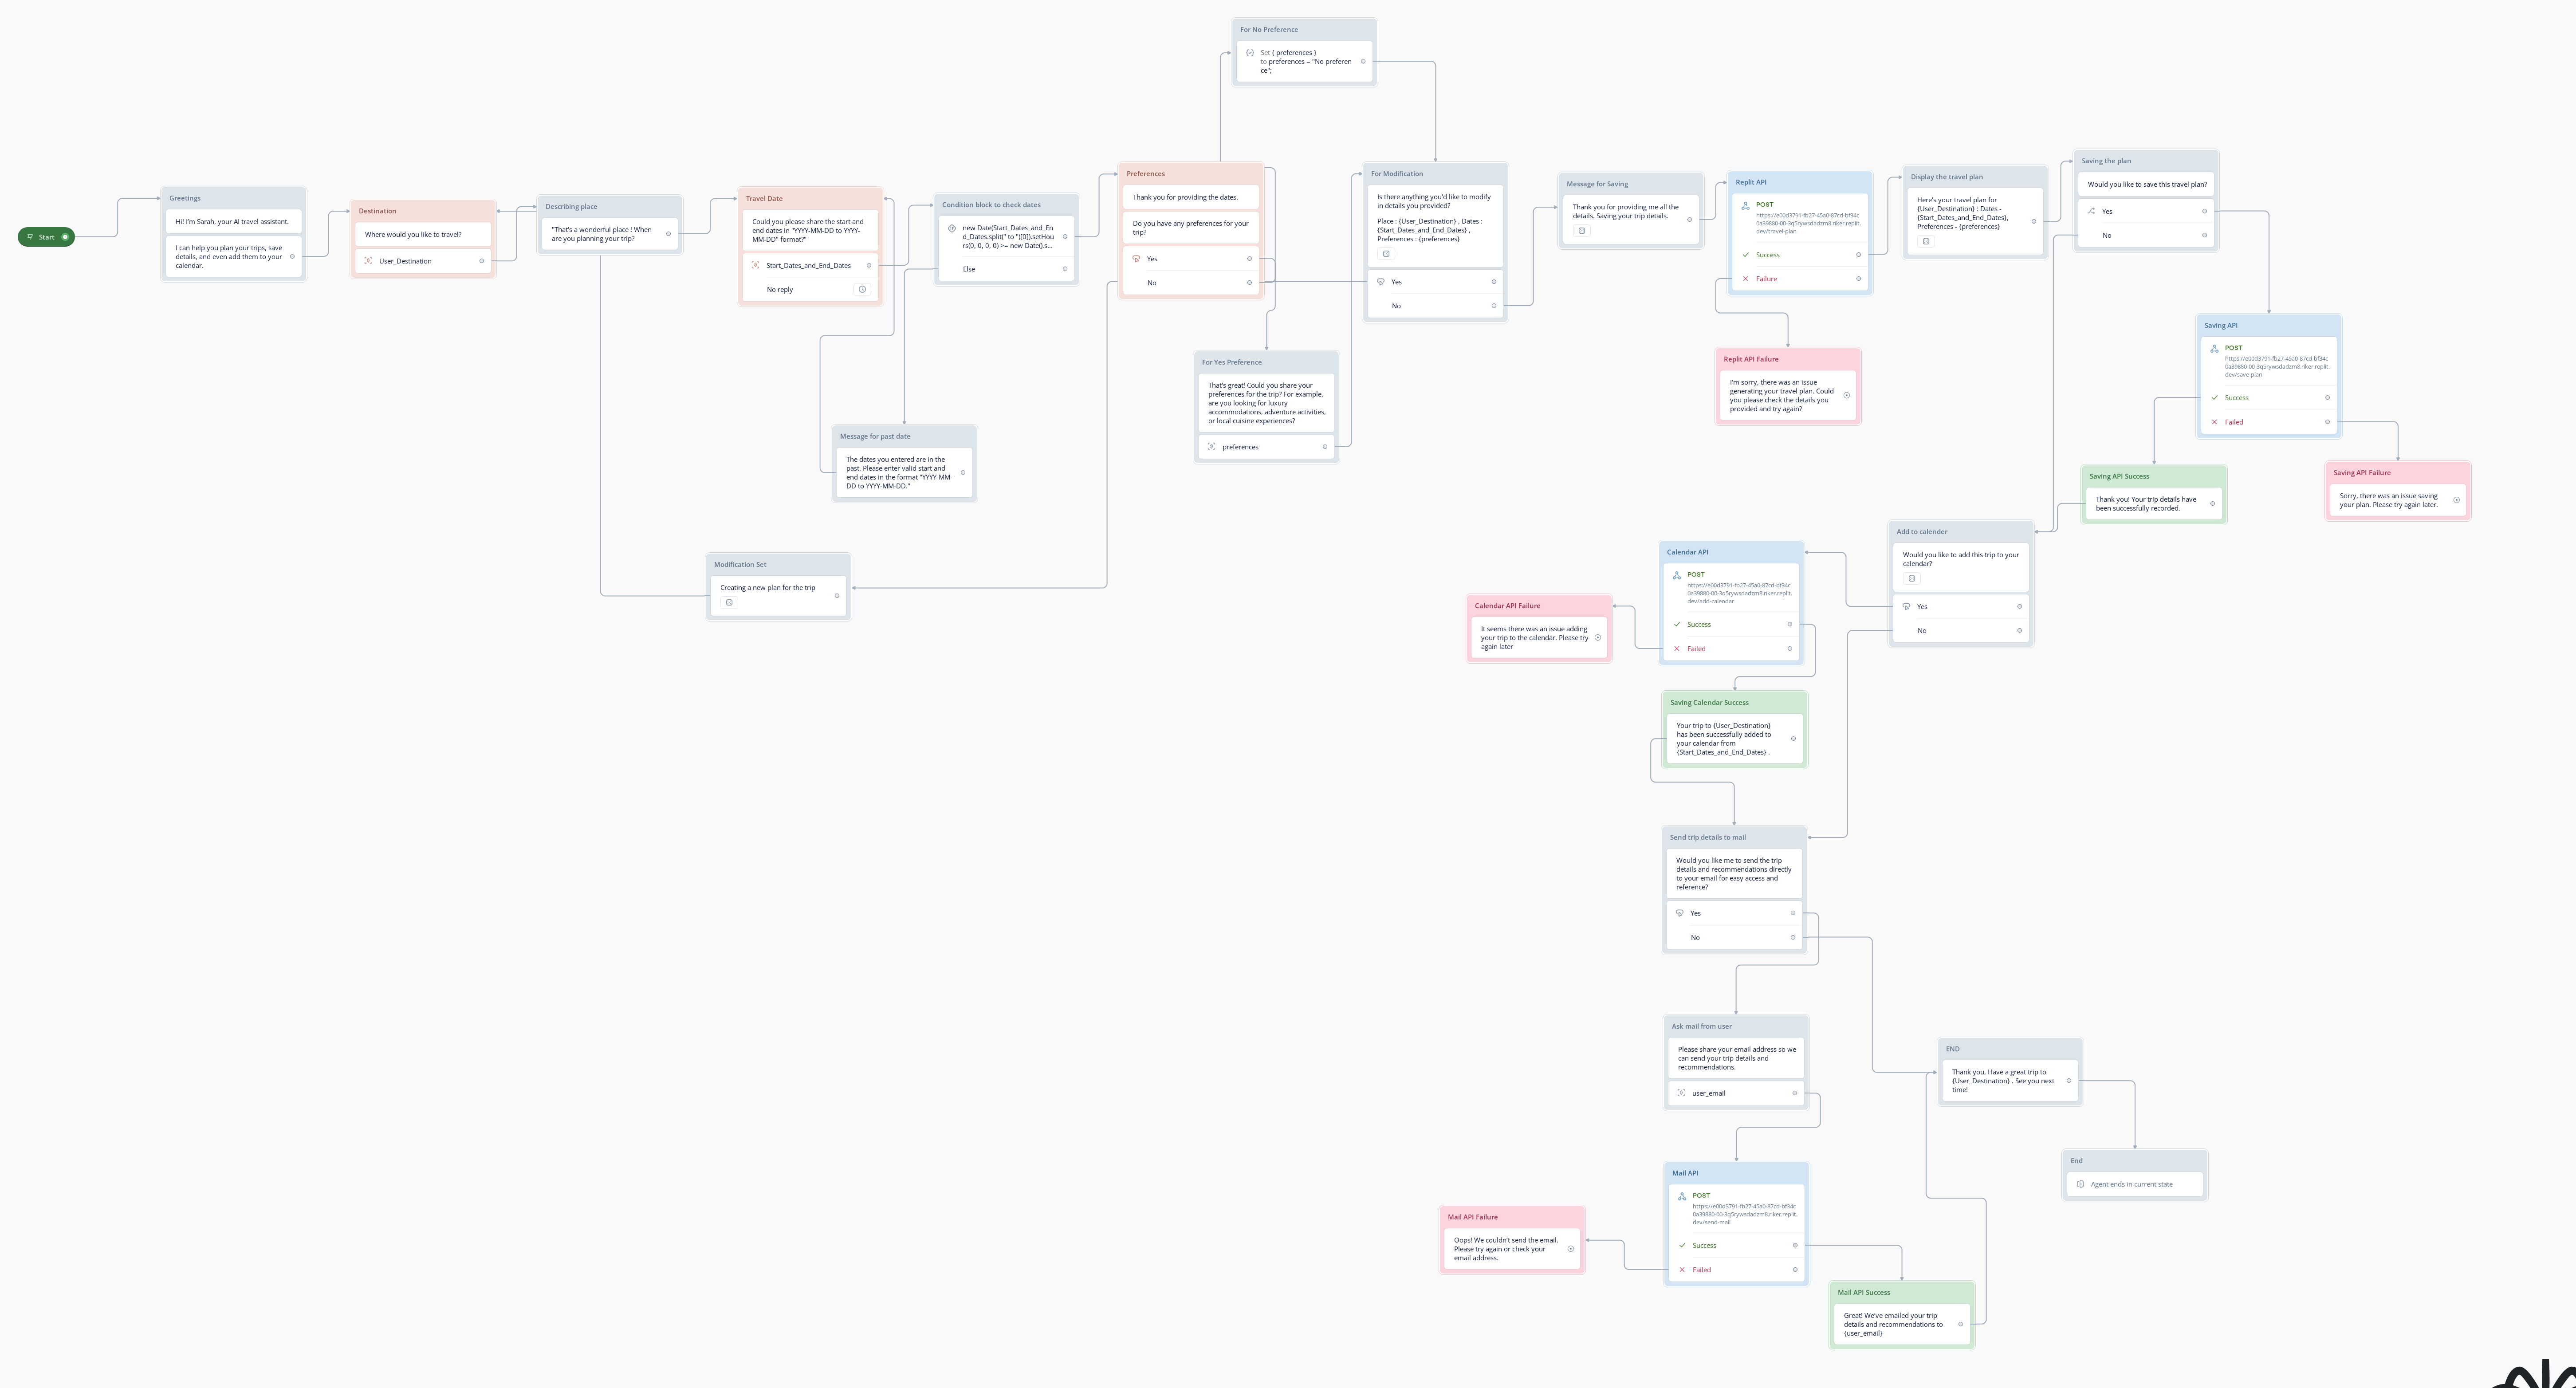 For No Preference
Set { preferences }
to preferences = "No preferen
ce";
Start
Greetings
Hi! I'm Sarah, your AI travel assistant.
I can help you plan your trips, save
details, and even add them to your
calendar.
Destination
Where would you like to travel?
User_Destination
Describing place
"That's a wonderful place ! When
are you planning your trip?
Travel Date
Could you please share the start and
end dates in "YYYY-MM-DD to YYYY-
MM-DD" format?"
Start_Dates_and_End_Dates
No reply
Condition block to check dates
new Date(Start_Dates_and_En
d_Dates.split(" to ")[0]).setHou
rs(0, 0, 0, 0) >= new Date().s...
Else
Preferences
Thank you for providing the dates.
Do you have any preferences for your
trip?
Yes
No
For Modification
Is there anything you'd like to modify
in details you provided?
Place : {User_Destination} , Dates :
{Start_Dates_and_End_Dates} ,
Preferences : {preferences}
Yes
No
Message for Saving
Thank you for providing me all the
details. Saving your trip details.
Replit API
POST
https://e00d3791-fb27-45a0-87cd-bf34c
0a39880-00-3q5rywsdadzm8.riker.replit.
dev/travel-plan
Success
Failure
Display the travel plan
Here's your travel plan for
{User_Destination} : Dates -
{Start_Dates_and_End_Dates},
Preferences - {preferences}
Saving the plan
Would you like to save this travel plan?
Yes
No
For Yes Preference
That's great! Could you share your
preferences for the trip? For example,
are you looking for luxury
accommodations, adventure activities,
or local cuisine experiences?
preferences
Replit API Failure
I'm sorry, there was an issue
generating your travel plan. Could
you please check the details you
provided and try again?
Saving API
POST
https://e00d3791-fb27-45a0-87cd-bf34c
0a39880-00-3q5rywsdadzm8.riker.replit.
dev/save-plan
Success
Failed
Message for past date
The dates you entered are in the
past. Please enter valid start and
end dates in the format "YYYY-MM-
DD to YYYY-MM-DD."
Saving API Success
Thank you! Your trip details have
been successfully recorded.
Saving API Failure
Sorry, there was an issue saving
your plan. Please try again later.
Modification Set
Creating a new plan for the trip
Add to calender
Would you like to add this trip to your
calendar?
Yes
No
Calendar API
POST
https://e00d3791-fb27-45a0-87cd-bf34c
0a39880-00-3q5rywsdadzm8.riker.replit.
dev/add-calendar
Success
Failed
Calendar API Failure
It seems there was an issue adding
your trip to the calendar. Please try
again later
Saving Calendar Success
Your trip to {User_Destination}
has been successfully added to
your calendar from
{Start_Dates_and_End_Dates} .
Send trip details to mail
Would you like me to send the trip
details and recommendations directly
to your email for easy access and
reference?
Yes
No
Ask mail from user
Please share your email address so we
can send your trip details and
recommendations.
user_email
END
Thank you, Have a great trip to
{User_Destination} . See you next
time!
End
Agent ends in current state
Mail API
POST
https://e00d3791-fb27-45a0-87cd-bf34c
0a39880-00-3q5rywsdadzm8.riker.replit.
dev/send-mail
Success
Failed
Mail API Failure
Oops! We couldn't send the email.
Please try again or check your
email address.
Mail API Success
Great! We've emailed your trip
details and recommendations to
{user_email}